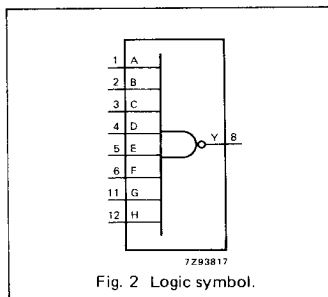 1 A
2 B
3 C
4 D
5 E
6 F
11 G
12 H
Y 8
7Z93817
Fig. 2 Logic symbol.